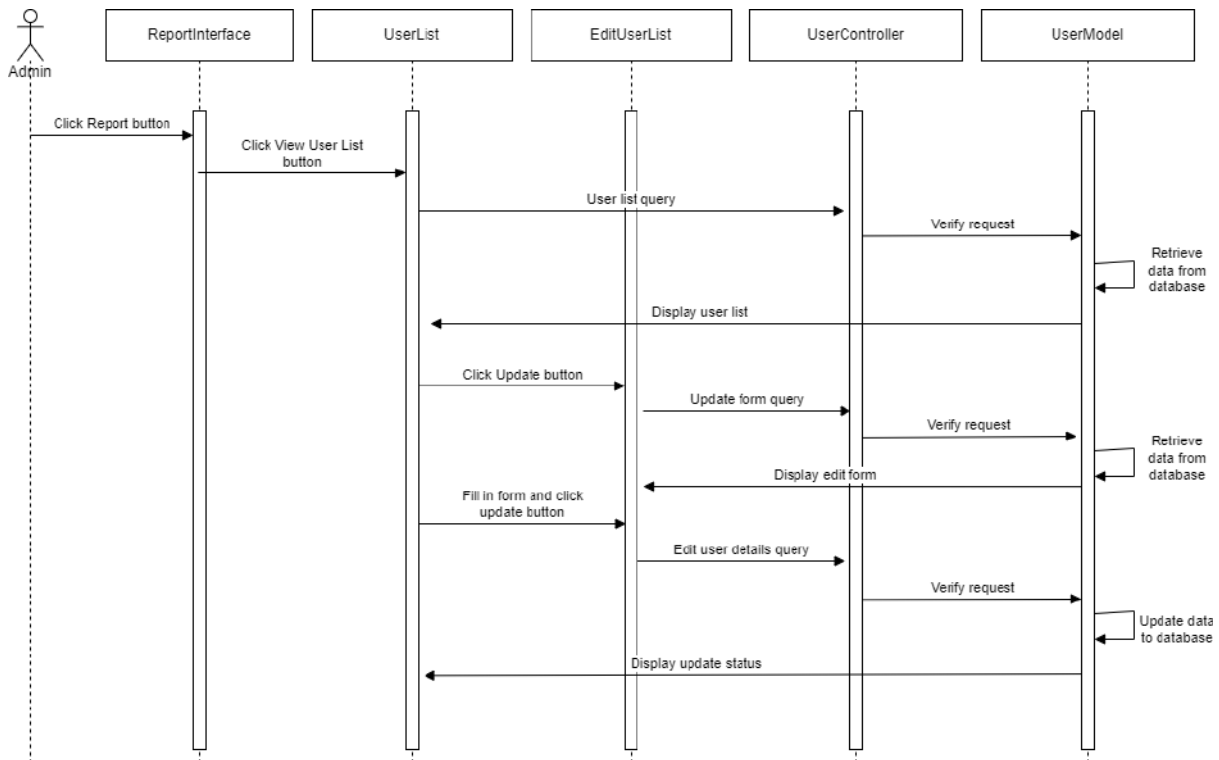 ReportInterface
UserList
EditUserList
UserController
UserModel
Admin
Click Report button
Click View User List
button
User list query
Verify request
Retrieve
data from
database
Display user list
Click Update button
Update form query
Verify request
Retrieve
data from
database
Display edit form
Fill in form and click
update button
Edit user details query
Verify request
Update data
to database
Display update status